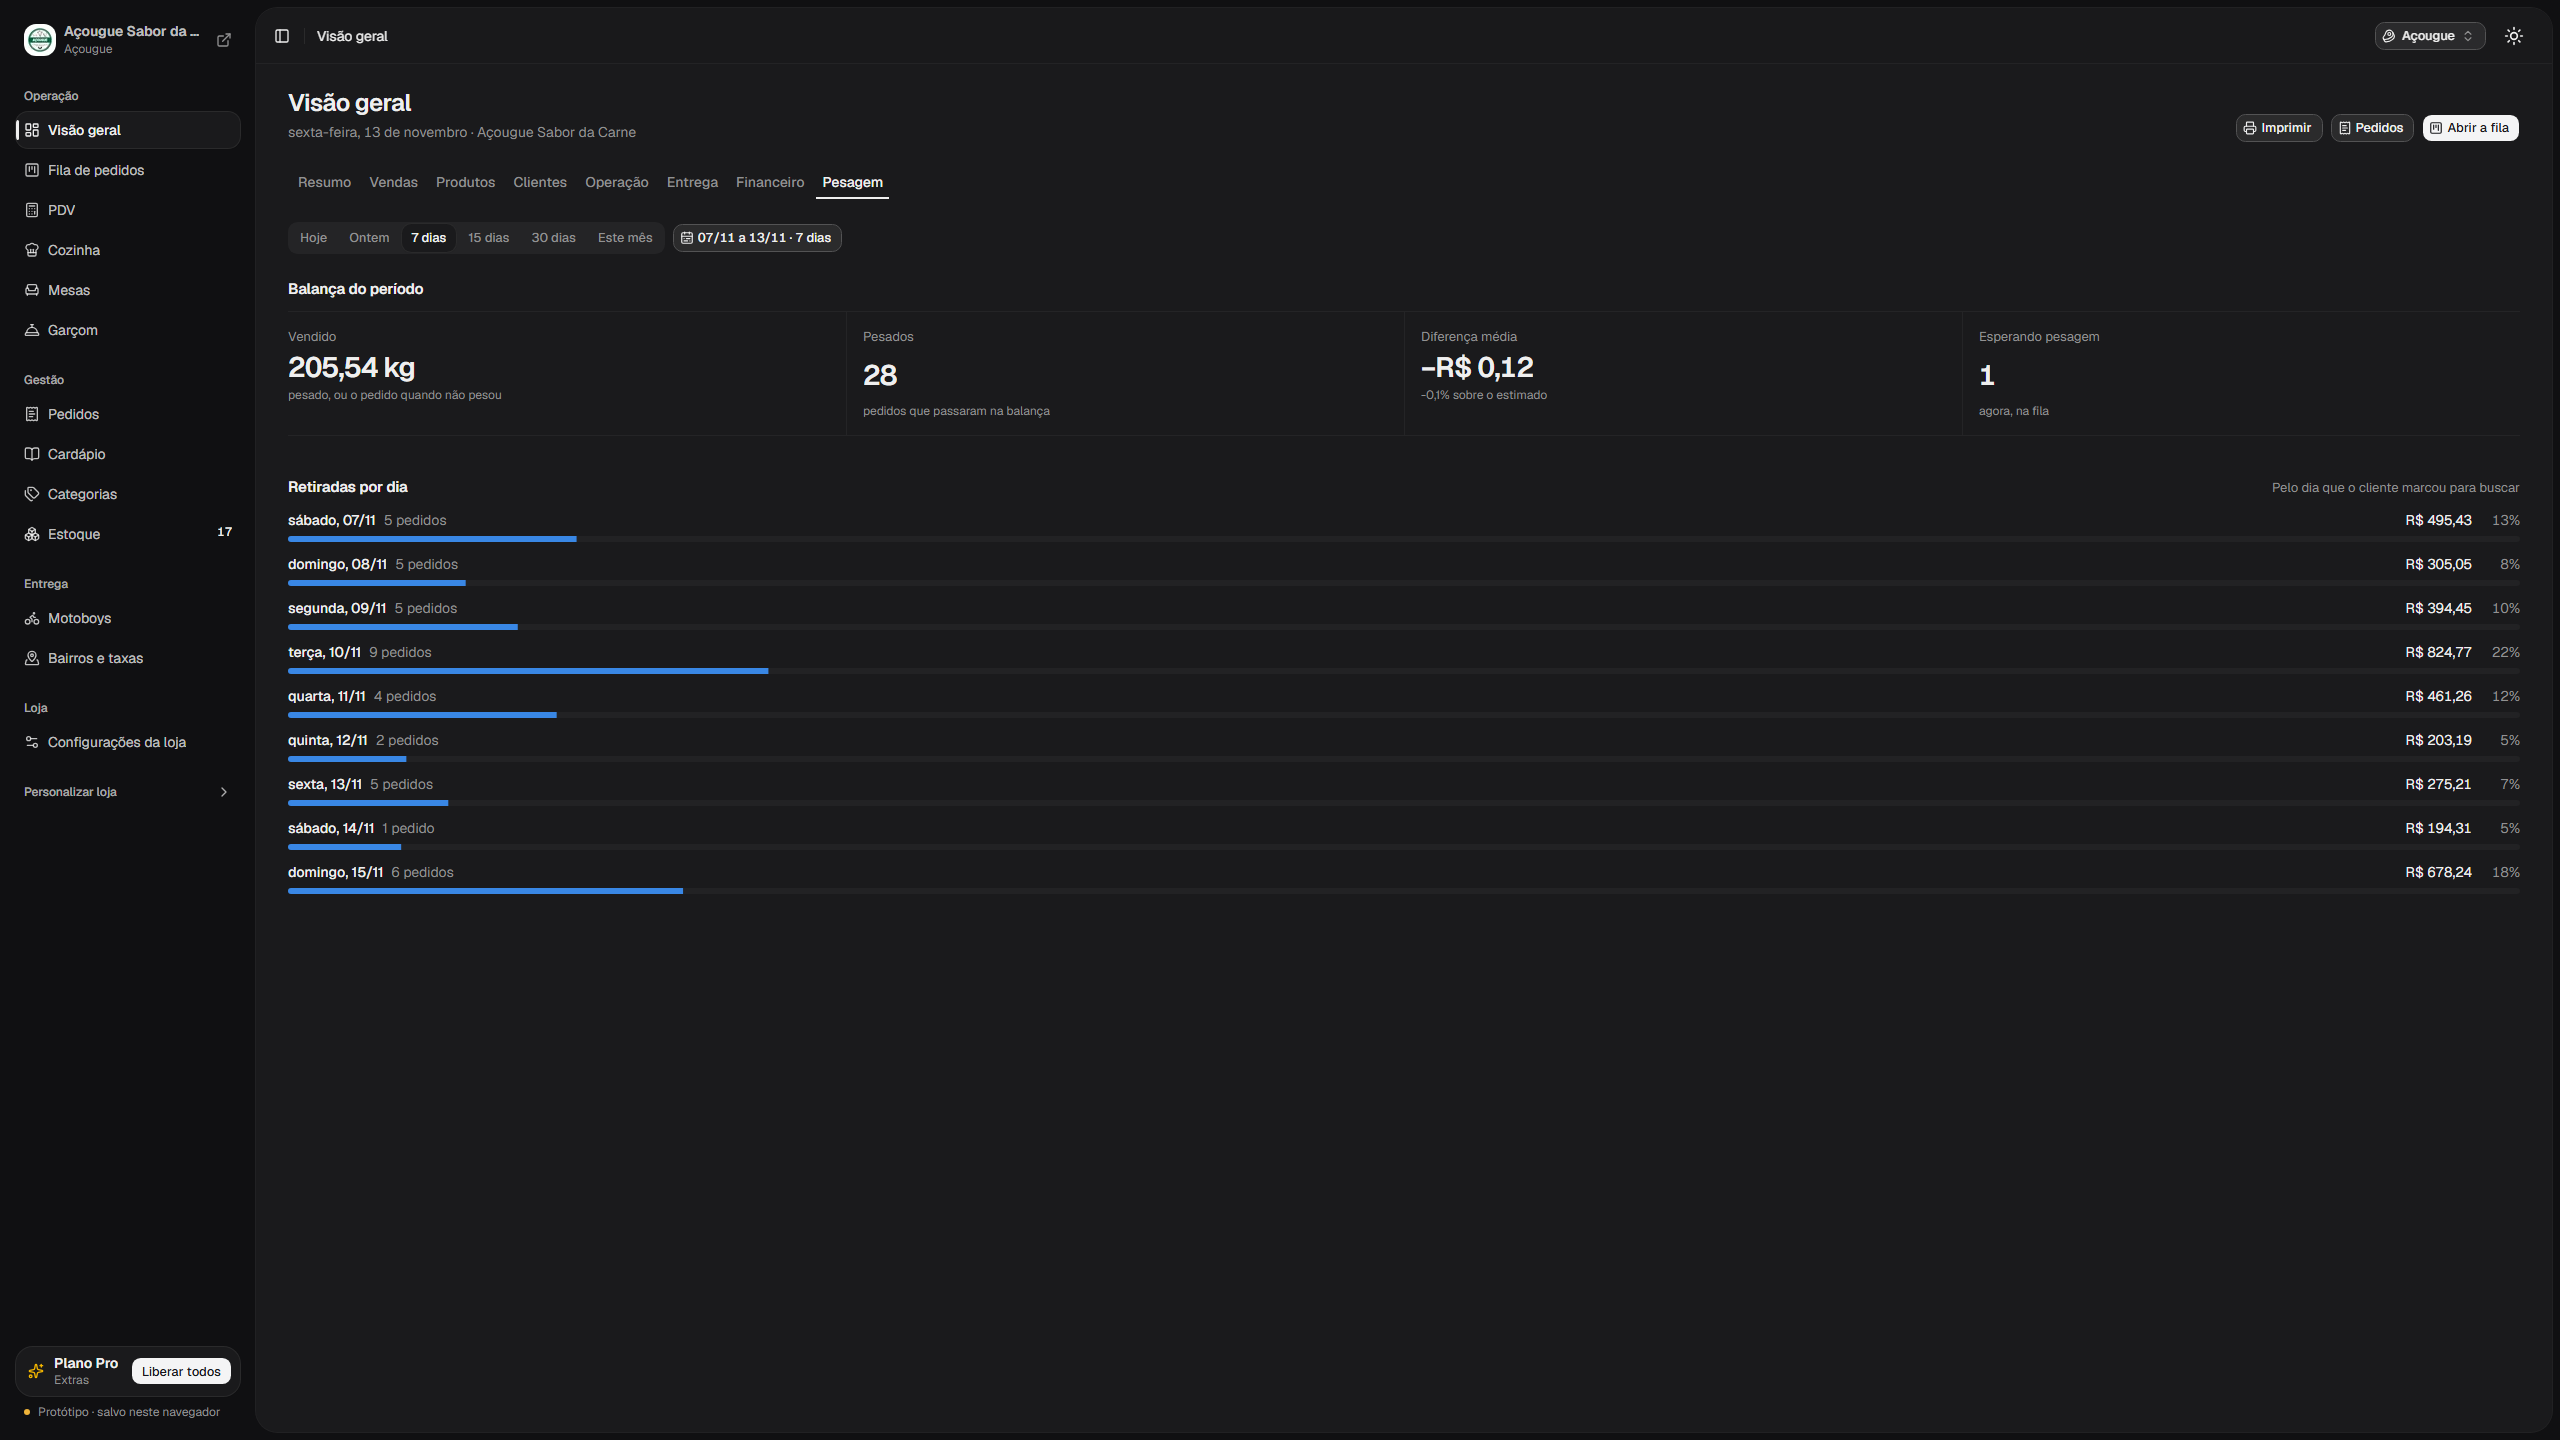 Açougue Sabor da ...
Açougue
Operação
Visão geral
Fila de pedidos
PDV
Cozinha
Mesas
Garçom
Gestão
Pedidos
Cardápio
Categorias
Estoque 17
Entrega
Motoboys
Bairros e taxas
Loja
Configurações da loja
Personalizar loja
Plano Pro
Extras
Liberar todos
Protótipo · salvo neste navegador
Visão geral
Açougue
Visão geral
sexta-feira, 13 de novembro · Açougue Sabor da Carne
Imprimir Pedidos Abrir a fila
Resumo Vendas Produtos Clientes Operação Entrega Financeiro Pesagem
Hoje Ontem 7 dias 15 dias 30 dias Este mês 07/11 a 13/11 · 7 dias
Balança do período
Vendido
205,54 kg
pesado, ou o pedido quando não pesou
Pesados
28
pedidos que passaram na balança
Diferença média
−R$ 0,12
-0,1% sobre o estimado
Esperando pesagem
1
agora, na fila
Retiradas por dia Pelo dia que o cliente marcou para buscar
sábado, 07/11 5 pedidos R$ 495,43 13%
domingo, 08/11 5 pedidos R$ 305,05 8%
segunda, 09/11 5 pedidos R$ 394,45 10%
terça, 10/11 9 pedidos R$ 824,77 22%
quarta, 11/11 4 pedidos R$ 461,26 12%
quinta, 12/11 2 pedidos R$ 203,19 5%
sexta, 13/11 5 pedidos R$ 275,21 7%
sábado, 14/11 1 pedido R$ 194,31 5%
domingo, 15/11 6 pedidos R$ 678,24 18%